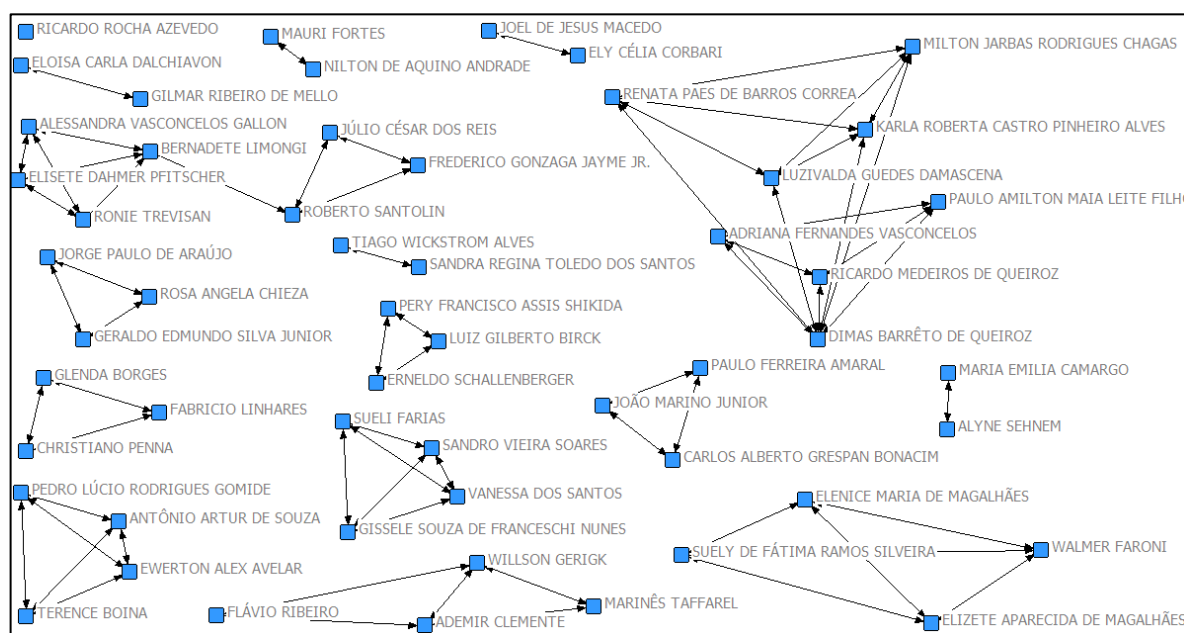 RICARDO ROCHA AZEVEDO
MAURI FORTES
JOEL DE JESUS MACEDO
MILTON JARBAS RODRIGUES CHAGAS
ELY CÉLIA CORBARI
ELOISA CARLA DALCHIAVON
NILTON DE AQUINO ANDRADE
GILMAR RIBEIRO DE MELLO
RENATA PAES DE BARROS CORREA
ALESSANDRA VASCONCELOS GALLON
JÚLIO CÉSAR DOS REIS
KARLA ROBERTA CASTRO PINHEIRO ALVES
BERNADETE LIMONGI
FREDERICO GONZAGA JAYME JR.
ELISETE DAHMER PFITSCHER
LUZIVALDA GUEDES DAMASCENA
PAULO AMILTON MAIA LEITE FILHO
RONIE TREVISAN
ROBERTO SANTOLIN
ADRIANA FERNANDES VASCONCELOS
TIAGO WICKSTROM ALVES
JORGE PAULO DE ARAÚJO
SANDRA REGINA TOLEDO DOS SANTOS
RICARDO MEDEIROS DE QUEIROZ
ROSA ANGELA CHIEZA
PERY FRANCISCO ASSIS SHIKIDA
GERALDO EDMUNDO SILVA JUNIOR
LUIZ GILBERTO BIRCK
DIMAS BARRÊTO DE QUEIROZ
PAULO FERREIRA AMARAL
MARIA EMILIA CAMARGO
GLENDA BORGES
ERNELDO SCHALLENBERGER
JOÃO MARINO JUNIOR
FABRICIO LINHARES
SUELI FARIAS
ALYNE SEHNEM
SANDRO VIEIRA SOARES
CHRISTIANO PENNA
CARLOS ALBERTO GRESPAN BONACIM
PEDRO LÚCIO RODRIGUES GOMIDE
VANESSA DOS SANTOS
ELENICE MARIA DE MAGALHÃES
ANTÔNIO ARTUR DE SOUZA
GISSELE SOUZA DE FRANCESCHI NUNES
SUELY DE FÁTIMA RAMOS SILVEIRA
WALMER FARONI
WILLSON GERIGK
EWERTON ALEX AVELAR
MARINÊS TAFFAREL
TERENCE BOINA
FLÁVIO RIBEIRO
ADEMIR CLEMENTE
ELIZETE APARECIDA DE MAGALHÃES